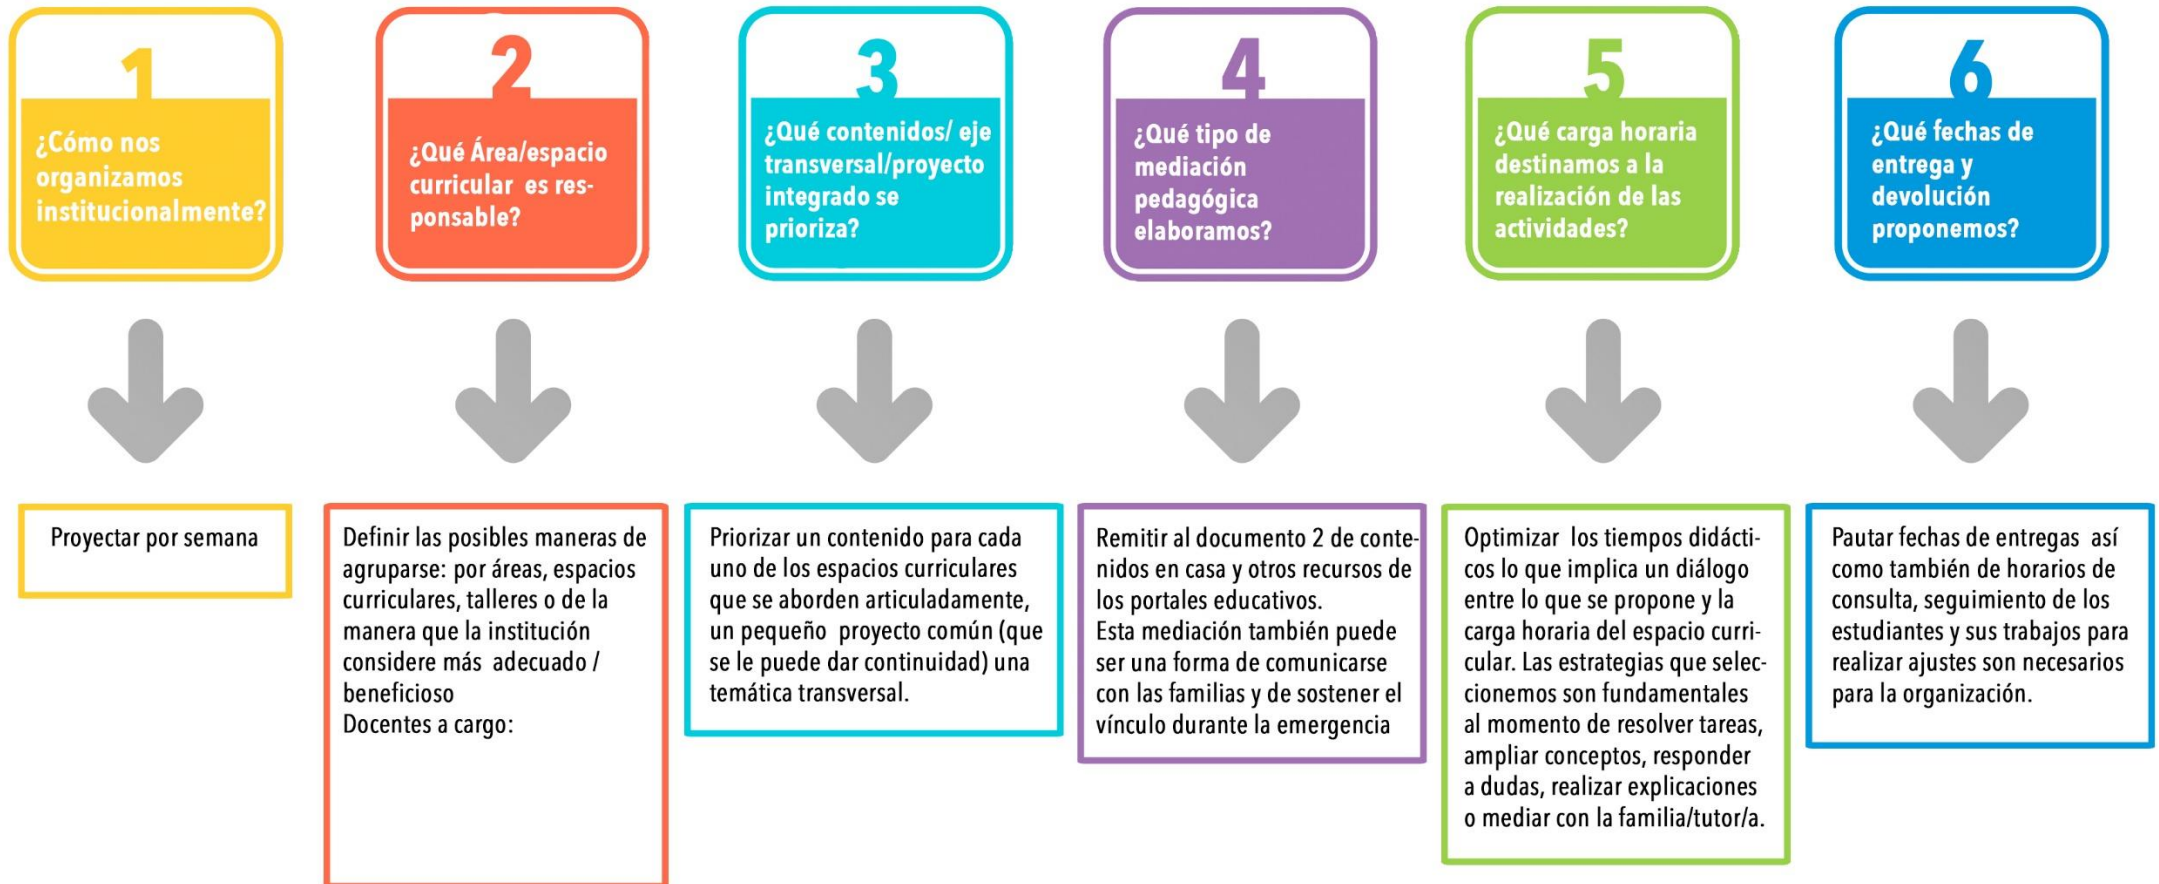 1
¿Cómo nos
organizamos
institucionalmente?
2
¿Qué Área/espacio
curricular es res-
ponsable?
3
¿Qué contenidos/ eje
transversal/proyecto
integrado se
prioriza?
4
¿Qué tipo de
mediación
pedagógica
elaboramos?
5
¿Qué carga horaria
destinamos a la
realización de las
actividades?
6
¿Qué fechas de
entrega y
devolución
proponemos?
Proyectar por semana
Definir las posibles maneras de
agruparse: por áreas, espacios
curriculares, talleres o de la
manera que la institución
considere más adecuado /
beneficioso
Docentes a cargo:
Priorizar un contenido para cada
uno de los espacios curriculares
que se aborden articuladamente,
un pequeño proyecto común (que
se le puede dar continuidad) una
temática transversal.
Remitir al documento 2 de conte-
nidos en casa y otros recursos de
los portales educativos.
Esta mediación también puede
ser una forma de comunicarse
con las familias y de sostener el
vínculo durante la emergencia
Optimizar los tiempos didácti-
cos lo que implica un diálogo
entre lo que se propone y la
carga horaria del espacio curri-
cular. Las estrategias que selec-
cionemos son fundamentales
al momento de resolver tareas,
ampliar conceptos, responder
a dudas, realizar explicaciones
o mediar con la familia/tutor/a.
Pautar fechas de entregas así
como también de horarios de
consulta, seguimiento de los
estudiantes y sus trabajos para
realizar ajustes son necesarios
para la organización.